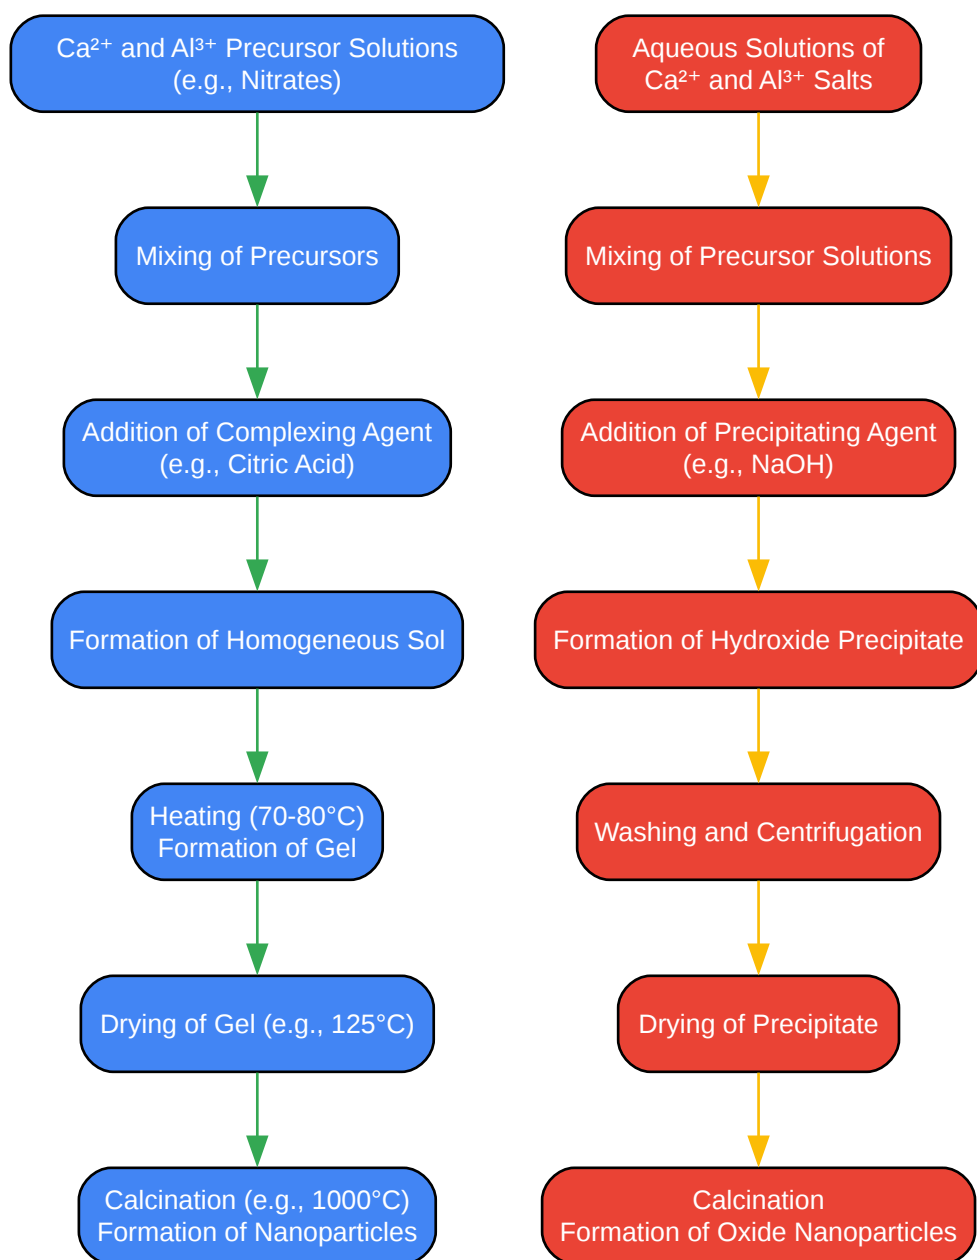 Ca²⁺ and Al³⁺ Precursor Solutions
(e.g., Nitrates)
Mixing of Precursors
Addition of Complexing Agent
(e.g., Citric Acid)
Formation of Homogeneous Sol
Heating (70-80°C)
Formation of Gel
Drying of Gel (e.g., 125°C)
Calcination (e.g., 1000°C)
Formation of Nanoparticles
Aqueous Solutions of
Ca²⁺ and Al³⁺ Salts
Mixing of Precursor Solutions
Addition of Precipitating Agent
(e.g., NaOH)
Formation of Hydroxide Precipitate
Washing and Centrifugation
Drying of Precipitate
Calcination
Formation of Oxide Nanoparticles